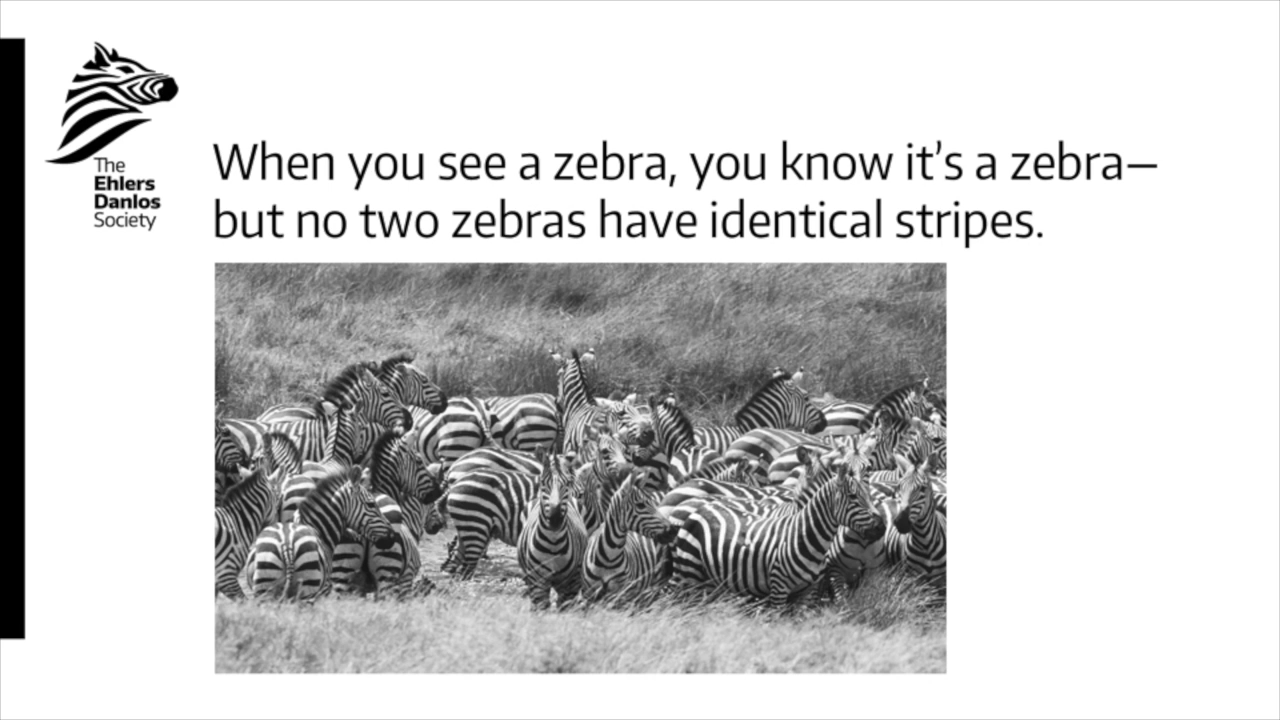 The
Ehlers
Danlos
Society
When you see a zebra, you know it’s a zebra—
but no two zebras have identical stripes.